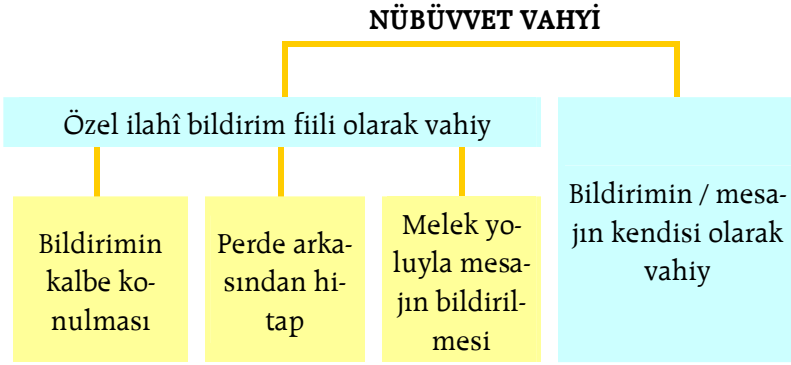 NÜBÜVVET VAHYİ
Özel ilahî bildirim fiili olarak vahiy
Bildirimin
kalbe ko-
nulması
Perde arka-
sından hi-
tap
Melek yo-
luyla mesa-
jın bildiril-
mesi
Bildirimin / mesa-
jın kendisi olarak
vahiy